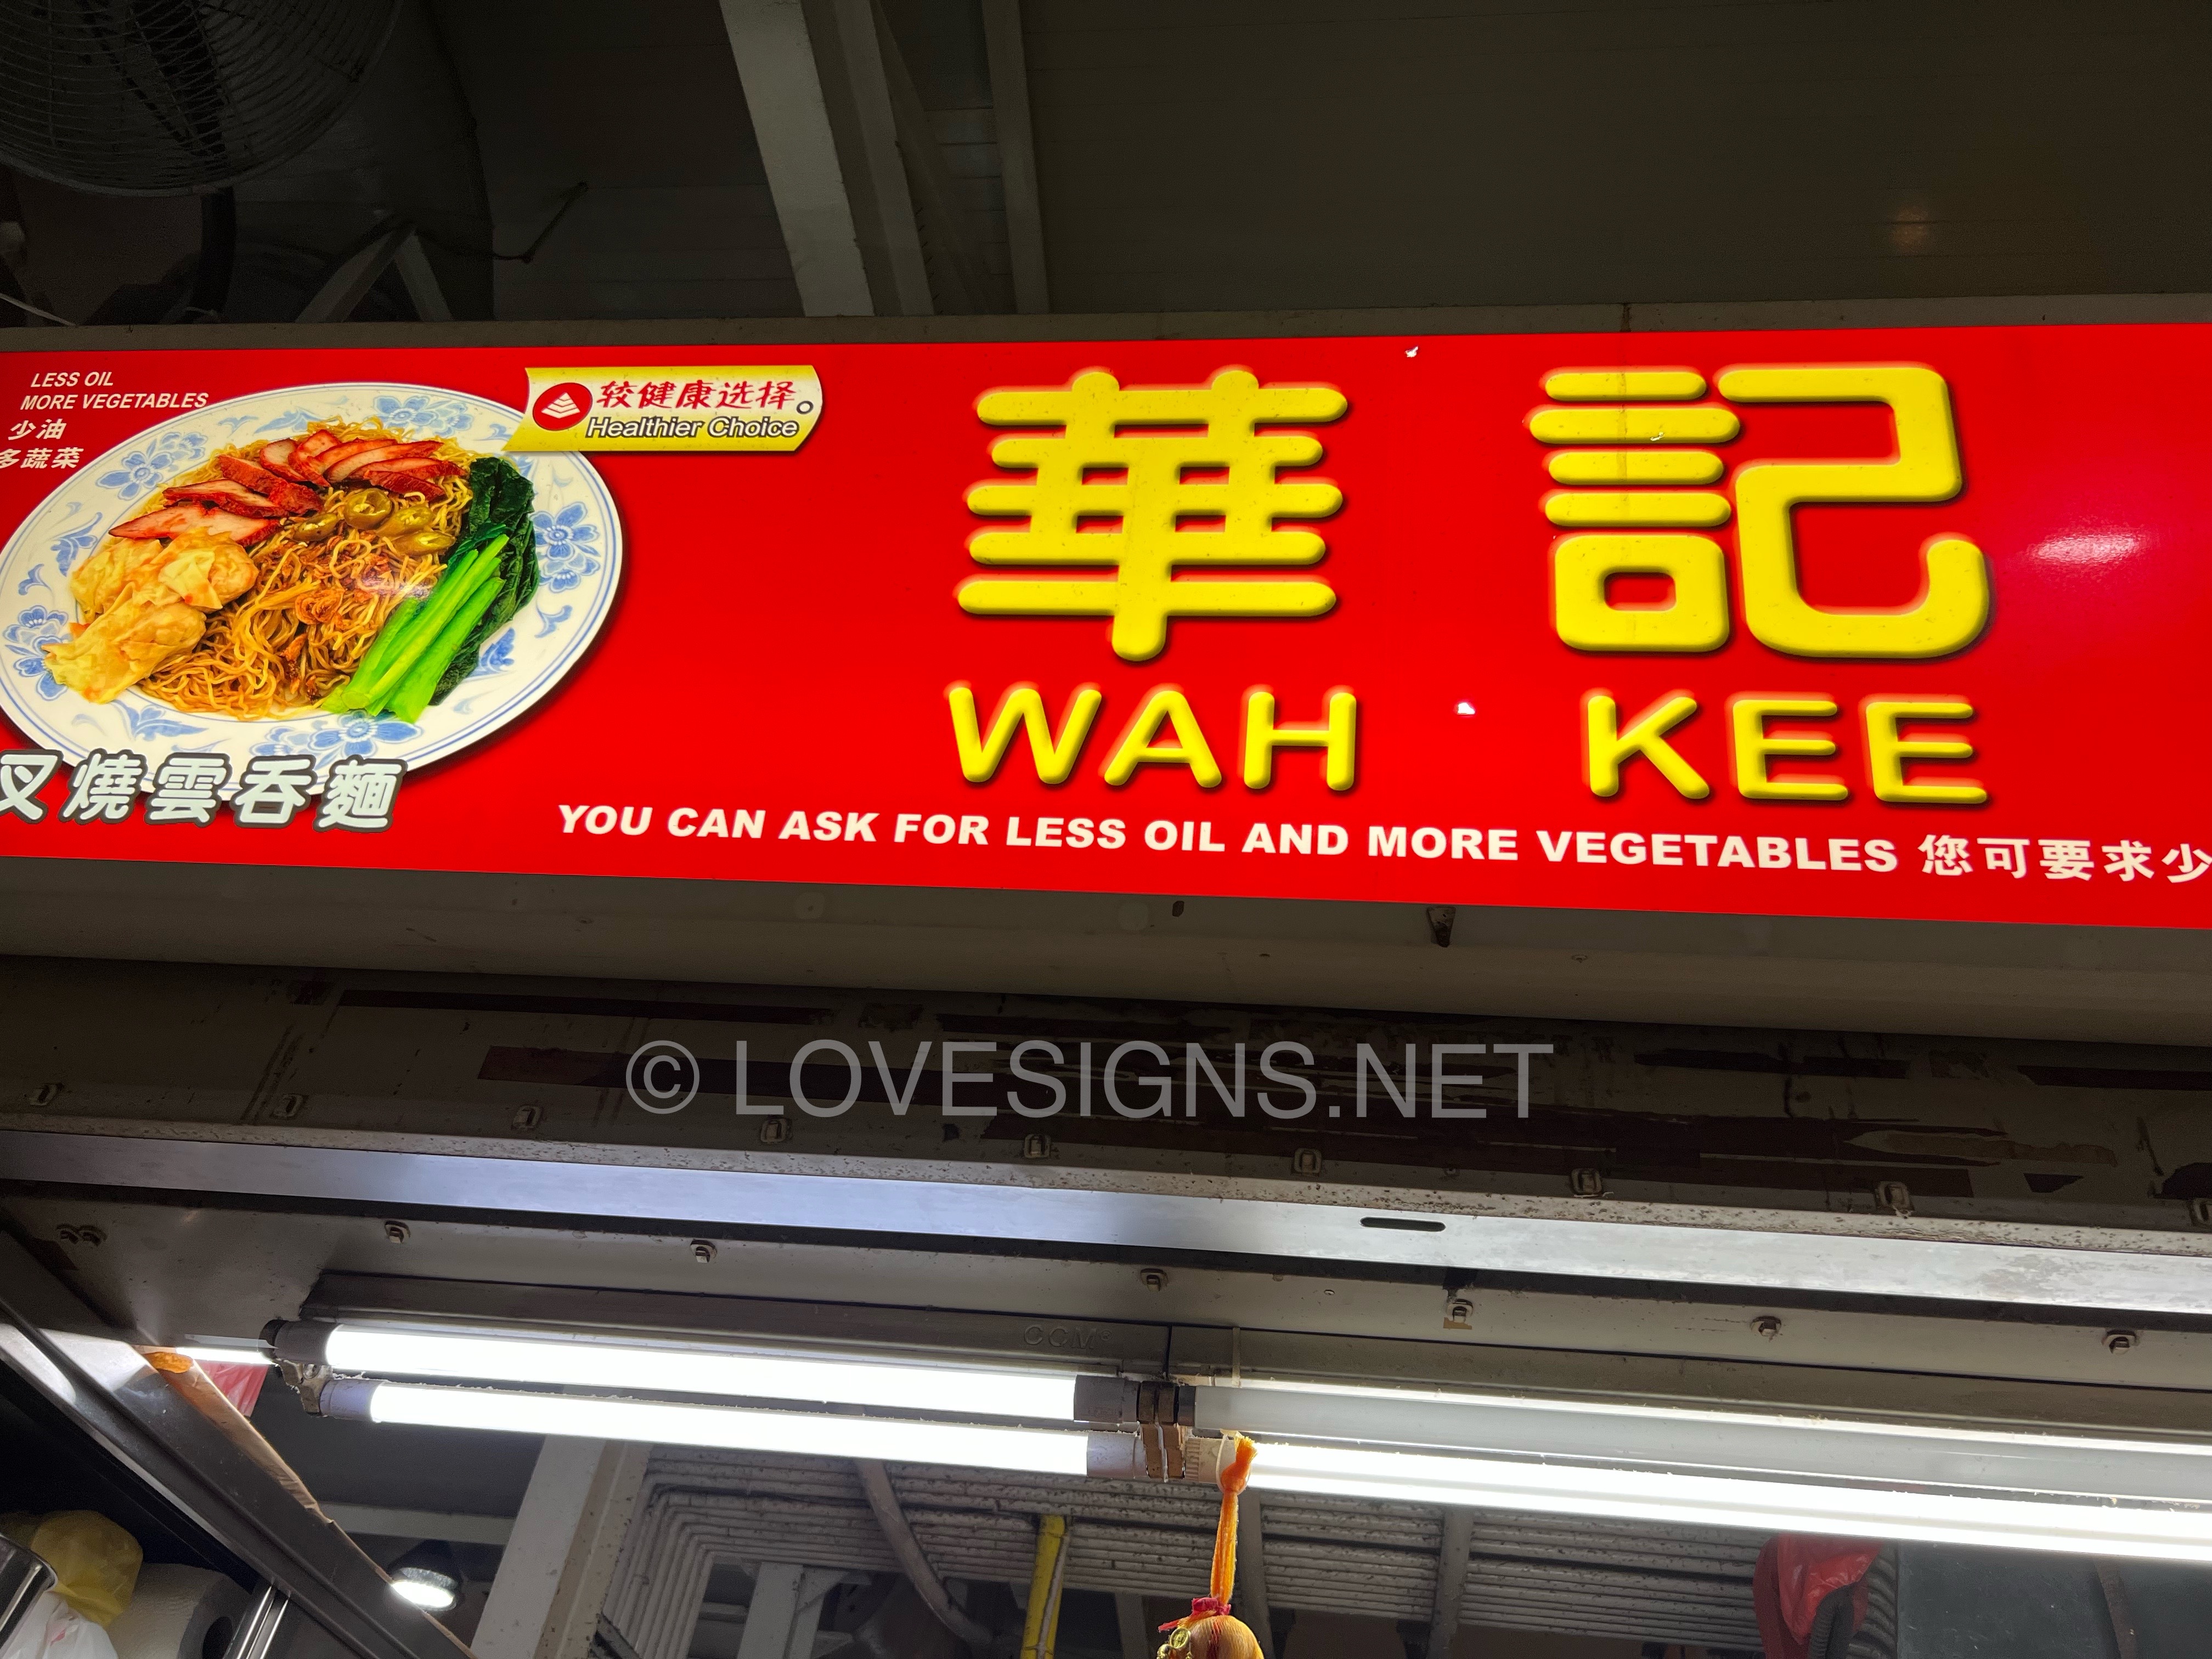 LESS OIL
MORE VEGETABLES
少油
多蔬菜
较健康选择。
Healthier Choice
華記
WAH KEE
叉燒雲吞麵
YOU CAN ASK FOR LESS OIL AND MORE VEGETABLES 您可要求少
© LOVESIGNS.NET